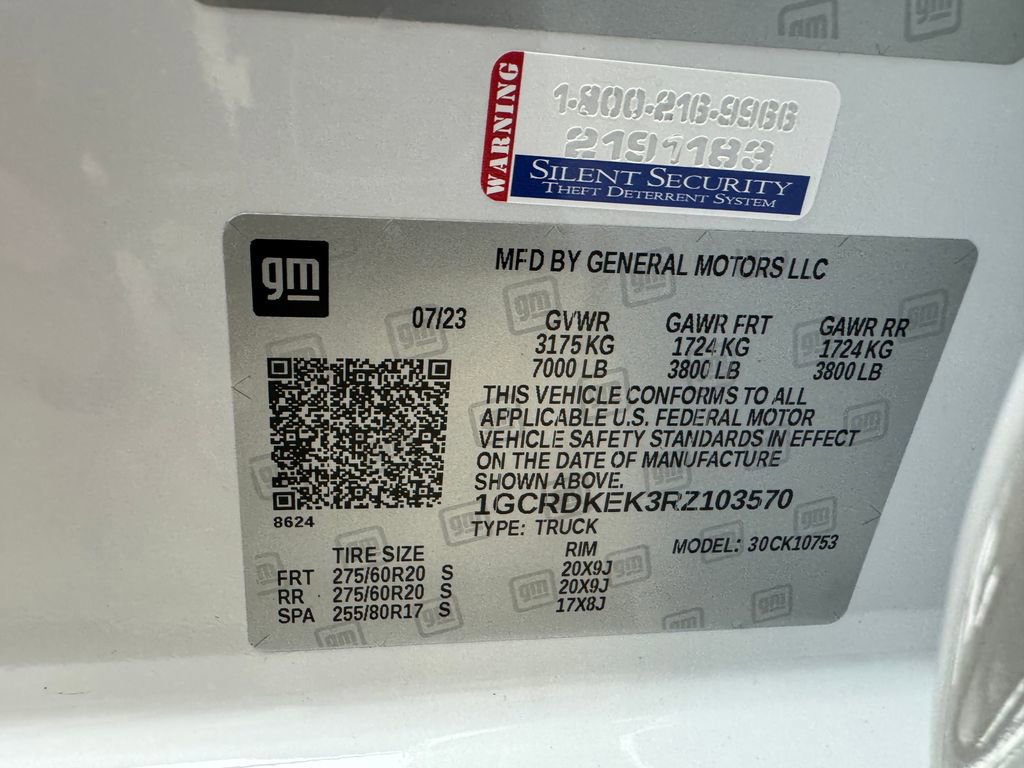 WARNING
1-800-216-9966
2191183
SILENT SECURITY
THEFT DETERRENT SYSTEM
gm
MFD BY GENERAL MOTORS LLC
07/23 GVWR GAWR FRT GAWR RR
3175 KG 1724 KG 1724 KG
7000 LB 3800 LB 3800 LB
THIS VEHICLE CONFORMS TO ALL
APPLICABLE U.S. FEDERAL MOTOR
VEHICLE SAFETY STANDARDS IN EFFECT
ON THE DATE OF MANUFACTURE
SHOWN ABOVE.
1GCRDKEK3RZ103570
8624
TYPE: TRUCK MODEL: 30CK10753
TIRE SIZE RIM
FRT 275/60R20 S 20X9J
RR 275/60R20 S 20X9J
SPA 255/80R17 S 17X8J